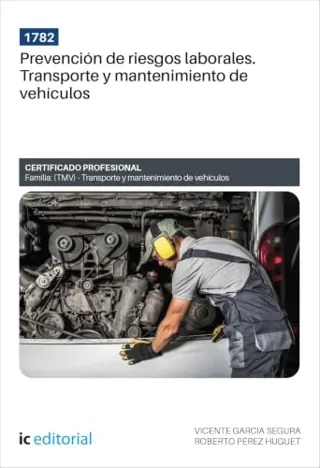 1782
Prevención de riesgos laborales.
Transporte y mantenimiento de
vehículos
CERTIFICADO PROFESIONAL
Familia: (TMV) - Transporte y mantenimiento de vehículos
VICENTE GARCÍA SEGURA
ROBERTO PÉREZ HUGUET
ic editorial